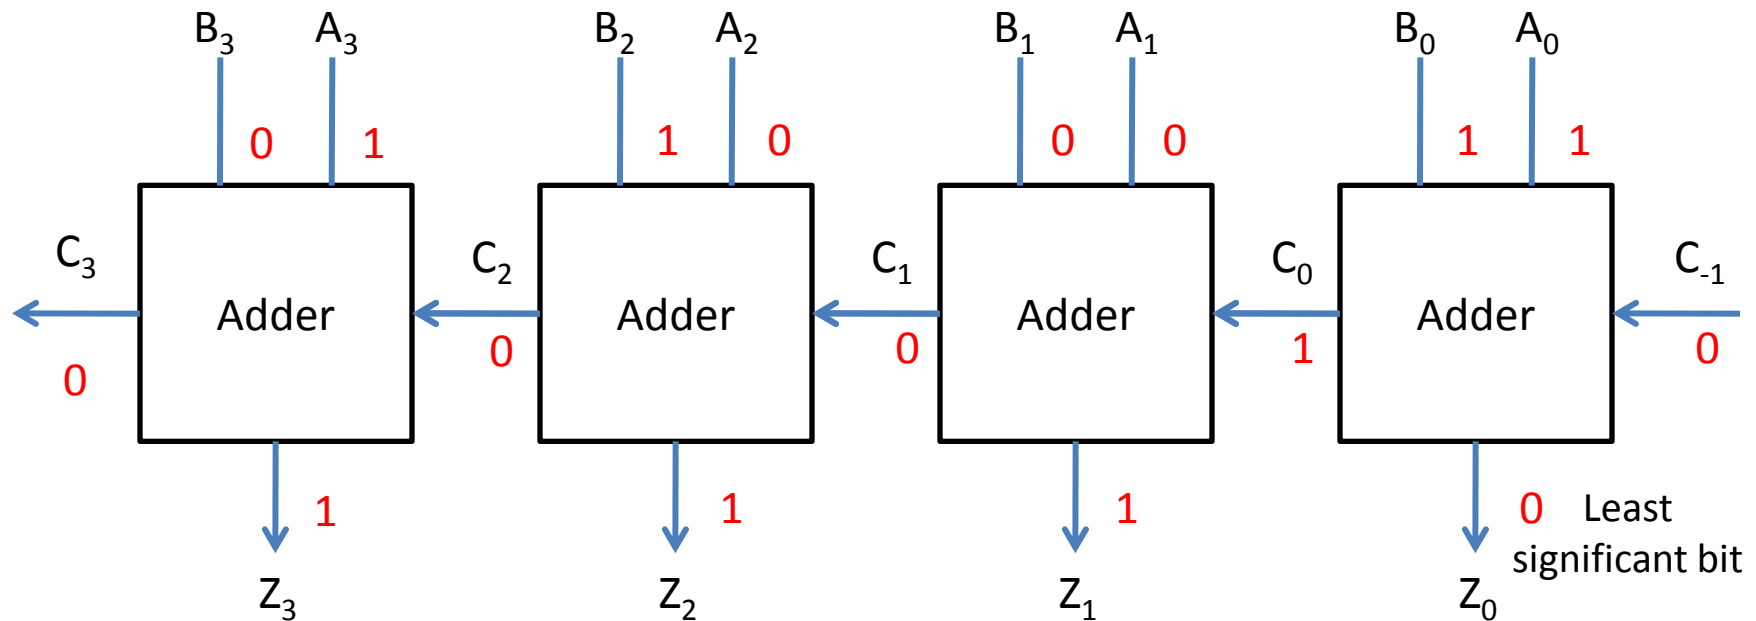 B₃ A₃ B₂ A₂ B₁ A₁ B₀ A₀
0 1 1 0 0 0 1 1
C₃ C₂ C₁ C₀ C₋₁
Adder Adder Adder Adder
0 0 0 1 0
1 1 1 0 Least
significant bit
Z₃ Z₂ Z₁ Z₀